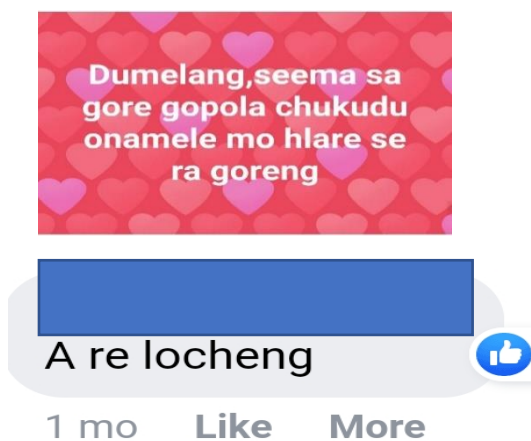 Dumelang,seema sa
gore gopola chukudu
onamele mo hlare se
ra goreng
A re locheng
1 mo Like More